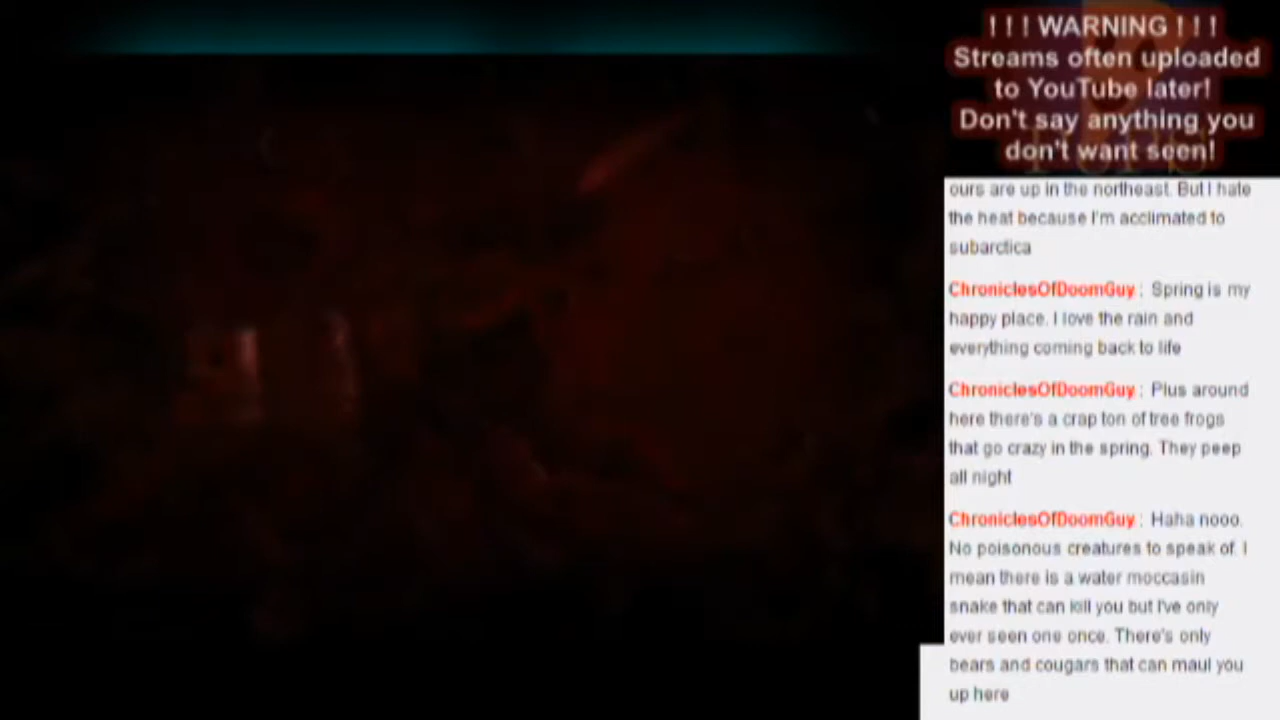 ! ! ! WARNING ! ! !
Streams often uploaded
to YouTube later!
Don't say anything you
don't want seen!
ours are up in the northeast. But I hate
the heat because I'm acclimated to
subarctica
ChroniclesOfDoomGuy : Spring is my
happy place. I love the rain and
everything coming back to life
ChroniclesOfDoomGuy : Plus around
here there's a crap ton of tree frogs
that go crazy in the spring. They peep
all night
ChroniclesOfDoomGuy : Haha nooo.
No poisonous creatures to speak of. I
mean there is a water moccasin
snake that can kill you but I've only
ever seen one once. There's only
bears and cougars that can maul you
up here